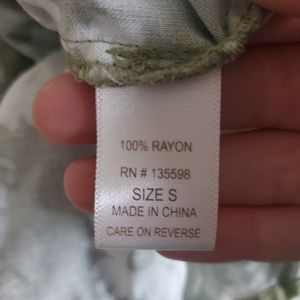 100% RAYON
RN # 135598
SIZE S
MADE IN CHINA
CARE ON REVERSE